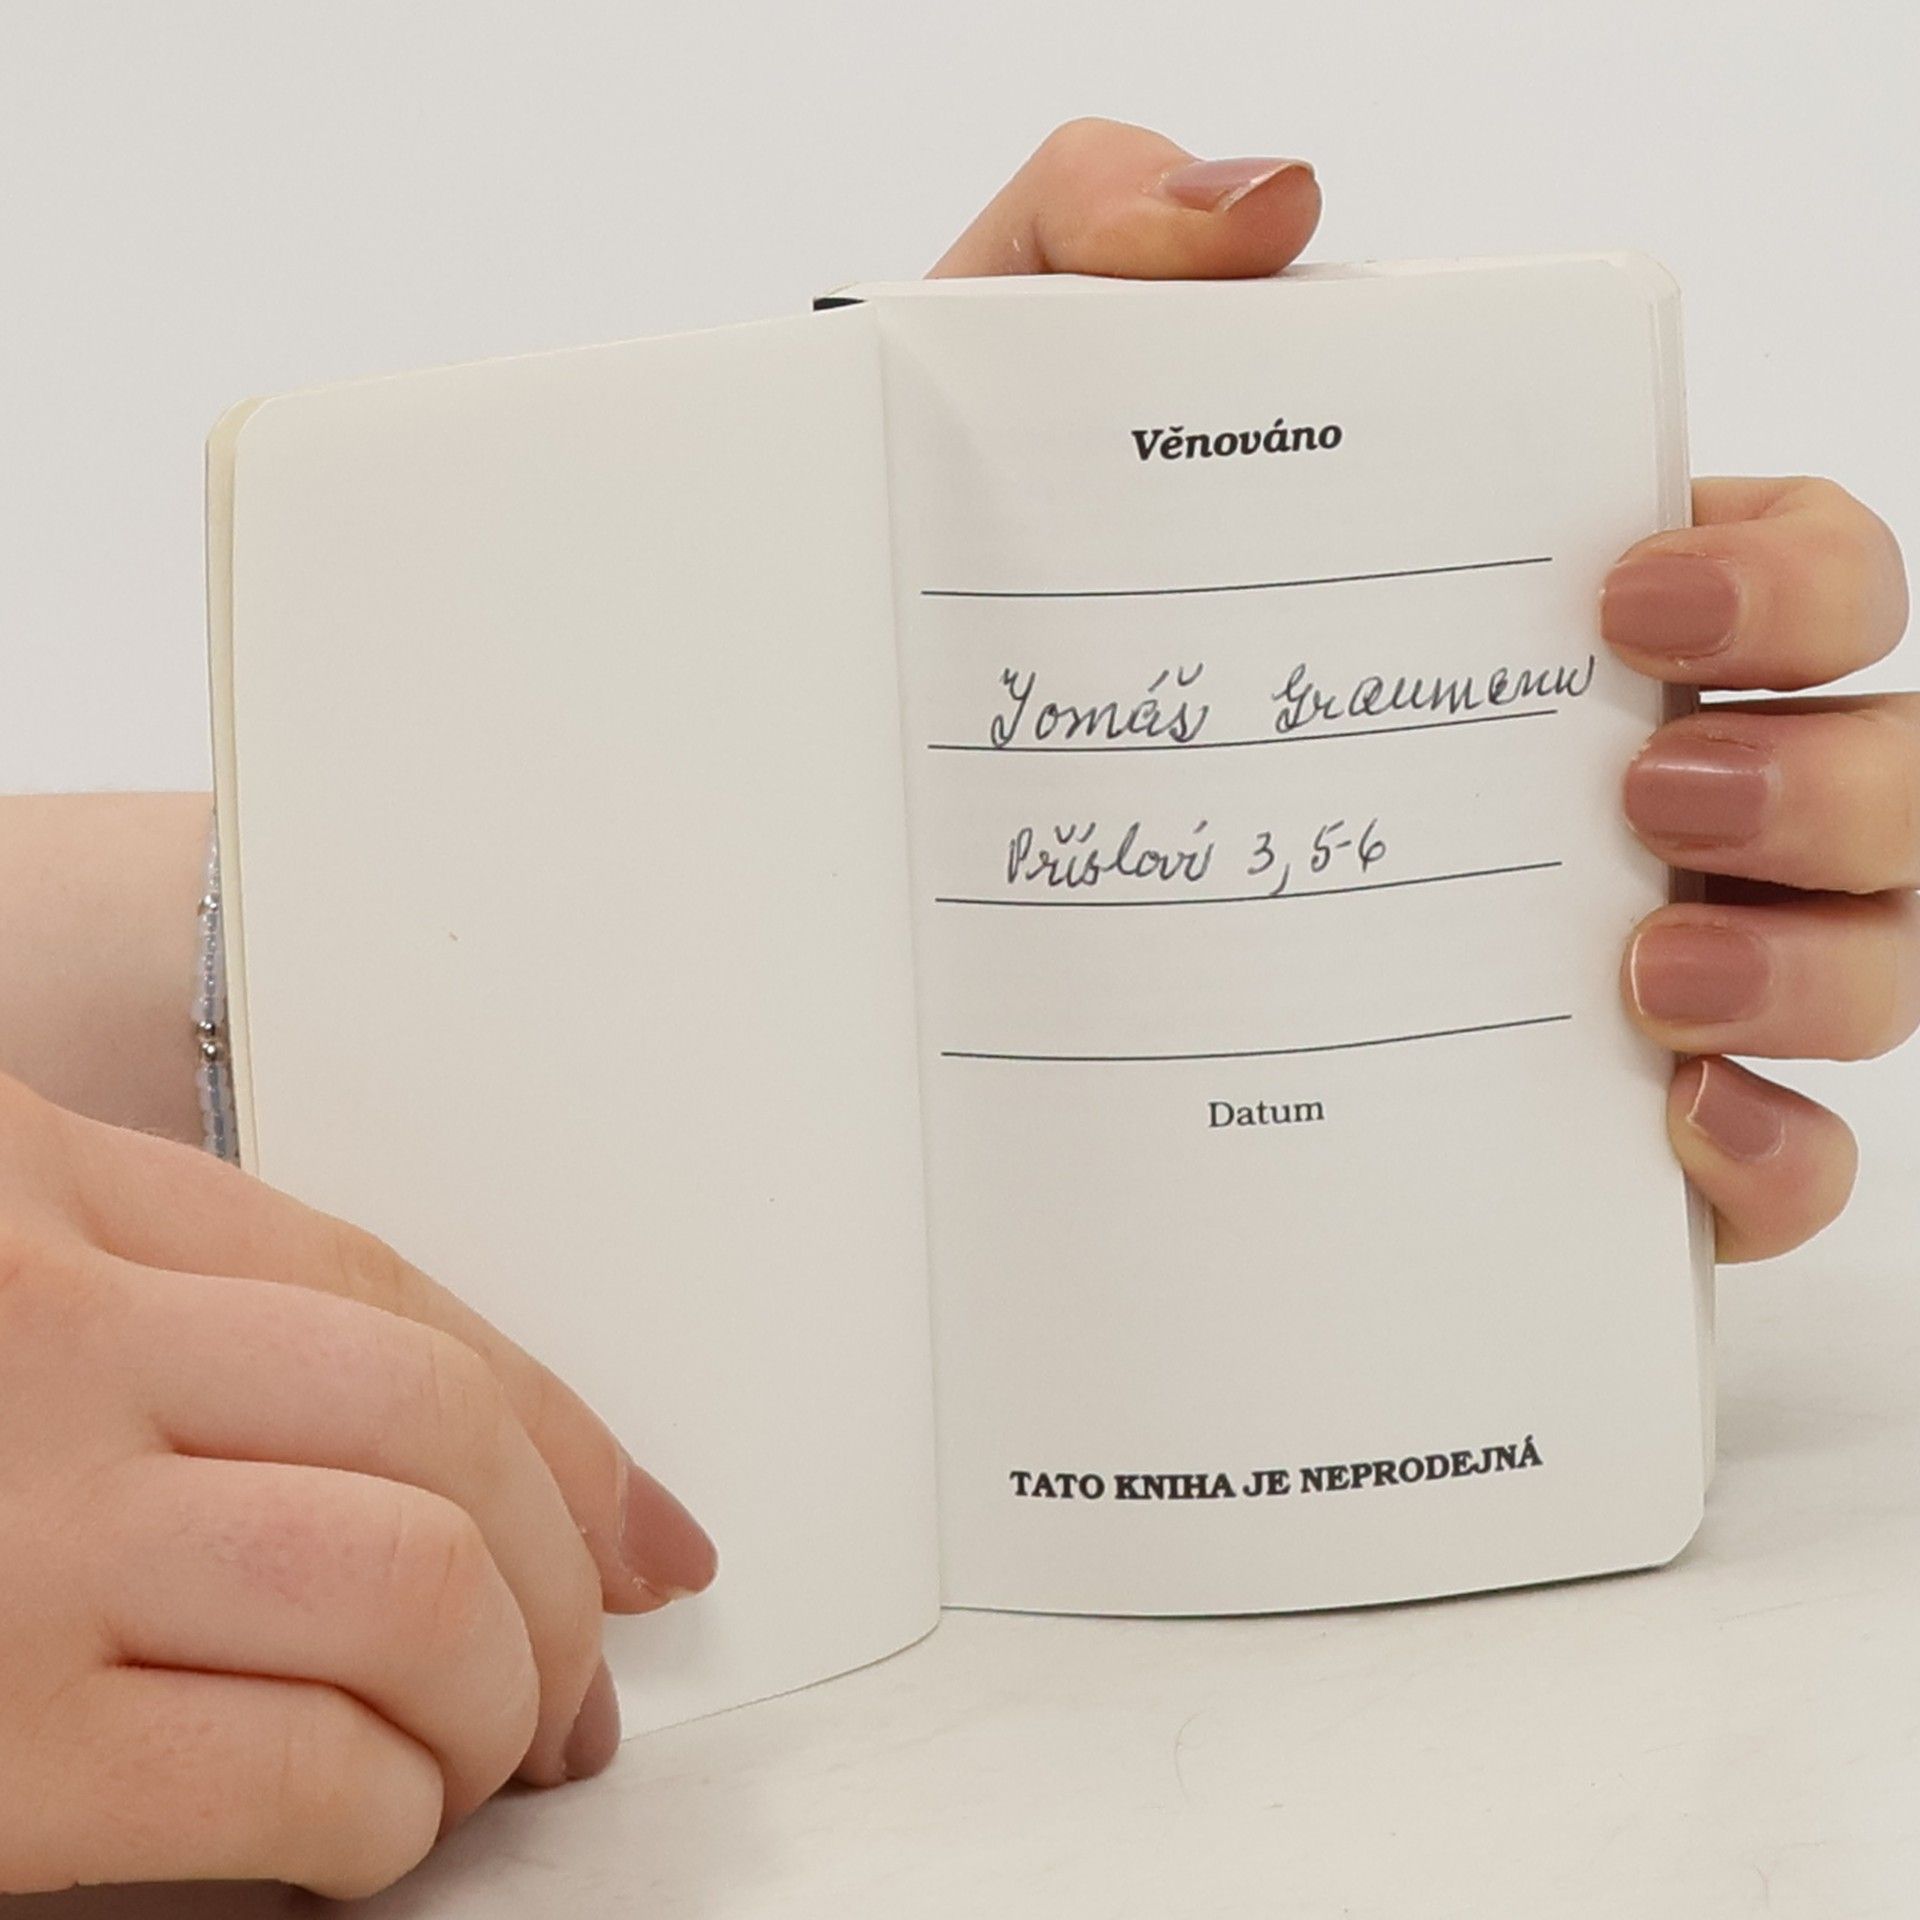 Věnováno
Tomáš Graumann
Přísloví 3, 5-6
Datum
TATO KNIHA JE NEPRODEJNÁ